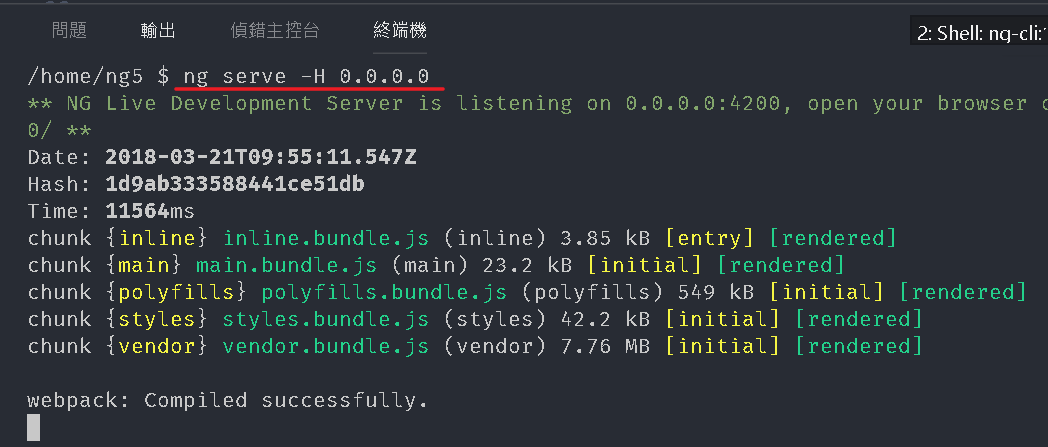 問題 輸出 偵錯主控台 終端機 2: Shell: ng-cli:
/home/ng5 $ ng serve -H 0.0.0.0
** NG Live Development Server is listening on 0.0.0.0:4200, open your browser
0/ **
Date: 2018-03-21T09:55:11.547Z
Hash: 1d9ab333588441ce51db
Time: 11564ms
chunk {inline} inline.bundle.js (inline) 3.85 kB [entry] [rendered]
chunk {main} main.bundle.js (main) 23.2 kB [initial] [rendered]
chunk {polyfills} polyfills.bundle.js (polyfills) 549 kB [initial] [rendered]
chunk {styles} styles.bundle.js (styles) 42.2 kB [initial] [rendered]
chunk {vendor} vendor.bundle.js (vendor) 7.76 MB [initial] [rendered]
webpack: Compiled successfully.